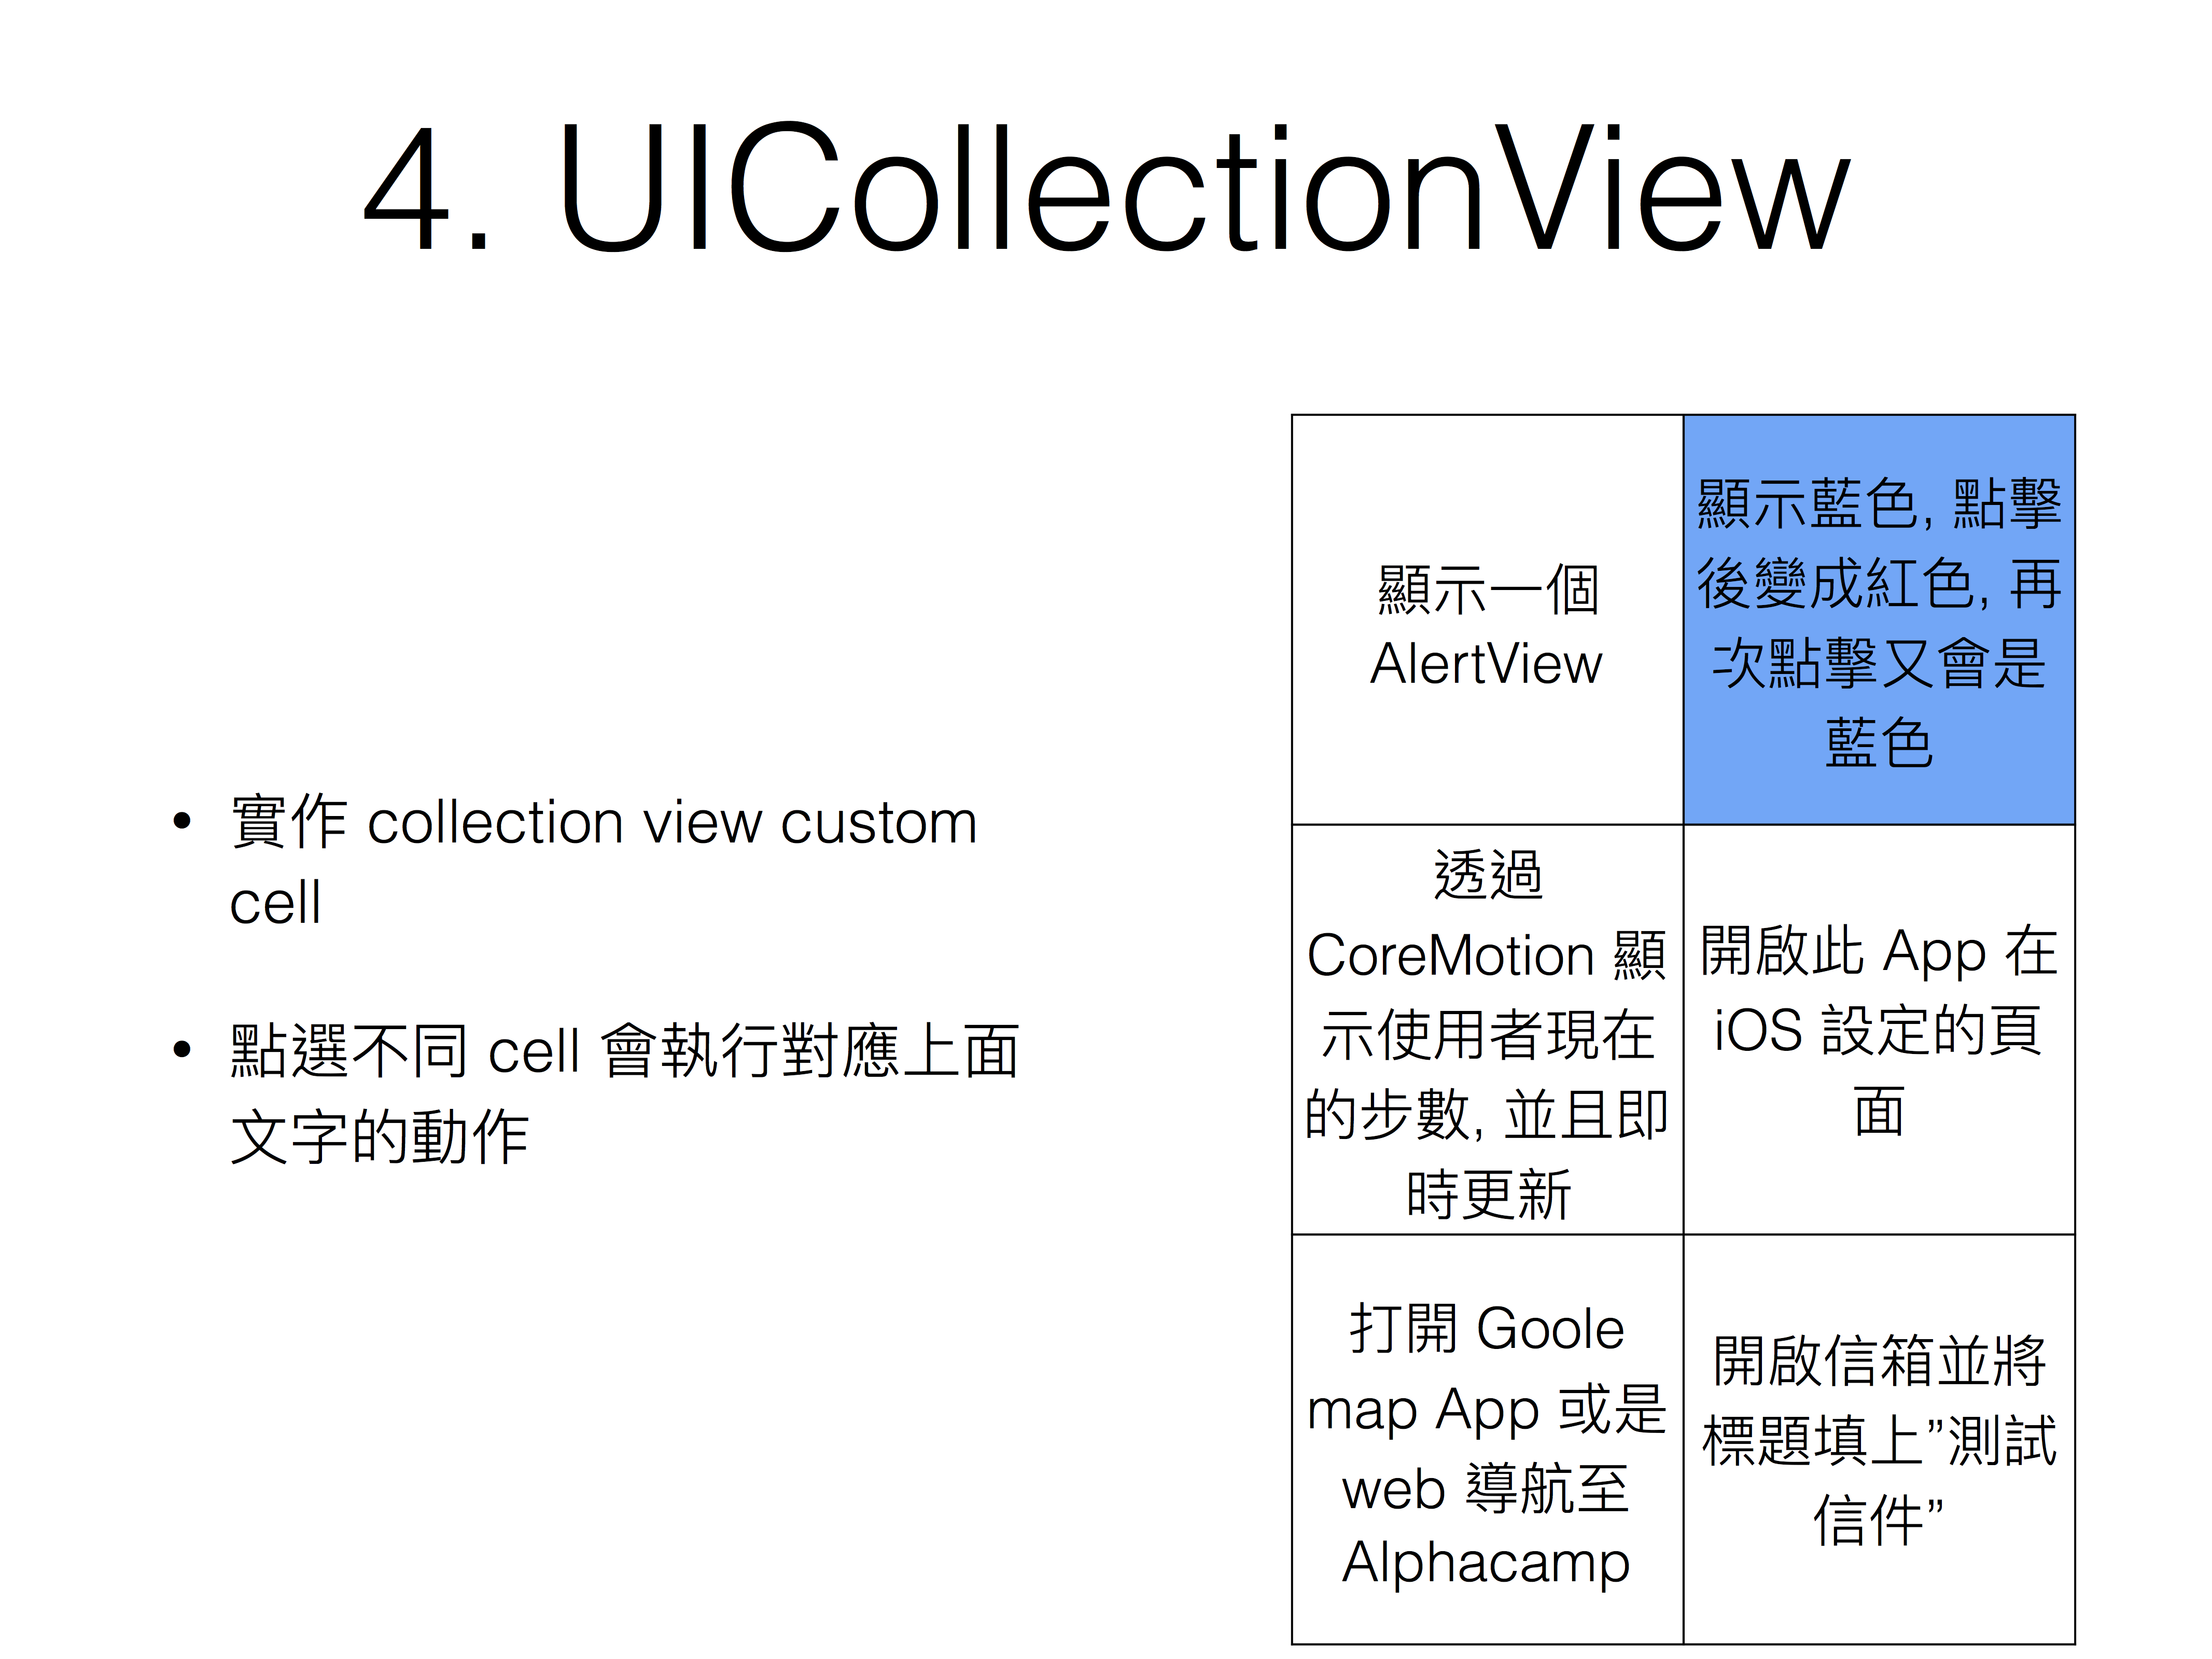 4. UICollectionView
• 實作 collection view custom
cell
• 點選不同 cell 會執行對應上面
文字的動作
顯示一個
AlertView
顯示藍色, 點擊
後變成紅色, 再
次點擊又會是
藍色
透過
CoreMotion 顯
示使用者現在
的步數, 並且即
時更新
開啟此 App 在
iOS 設定的頁
面
打開 Goole
map App 或是
web 導航至
Alphacamp
開啟信箱並將
標題填上”測試
信件”